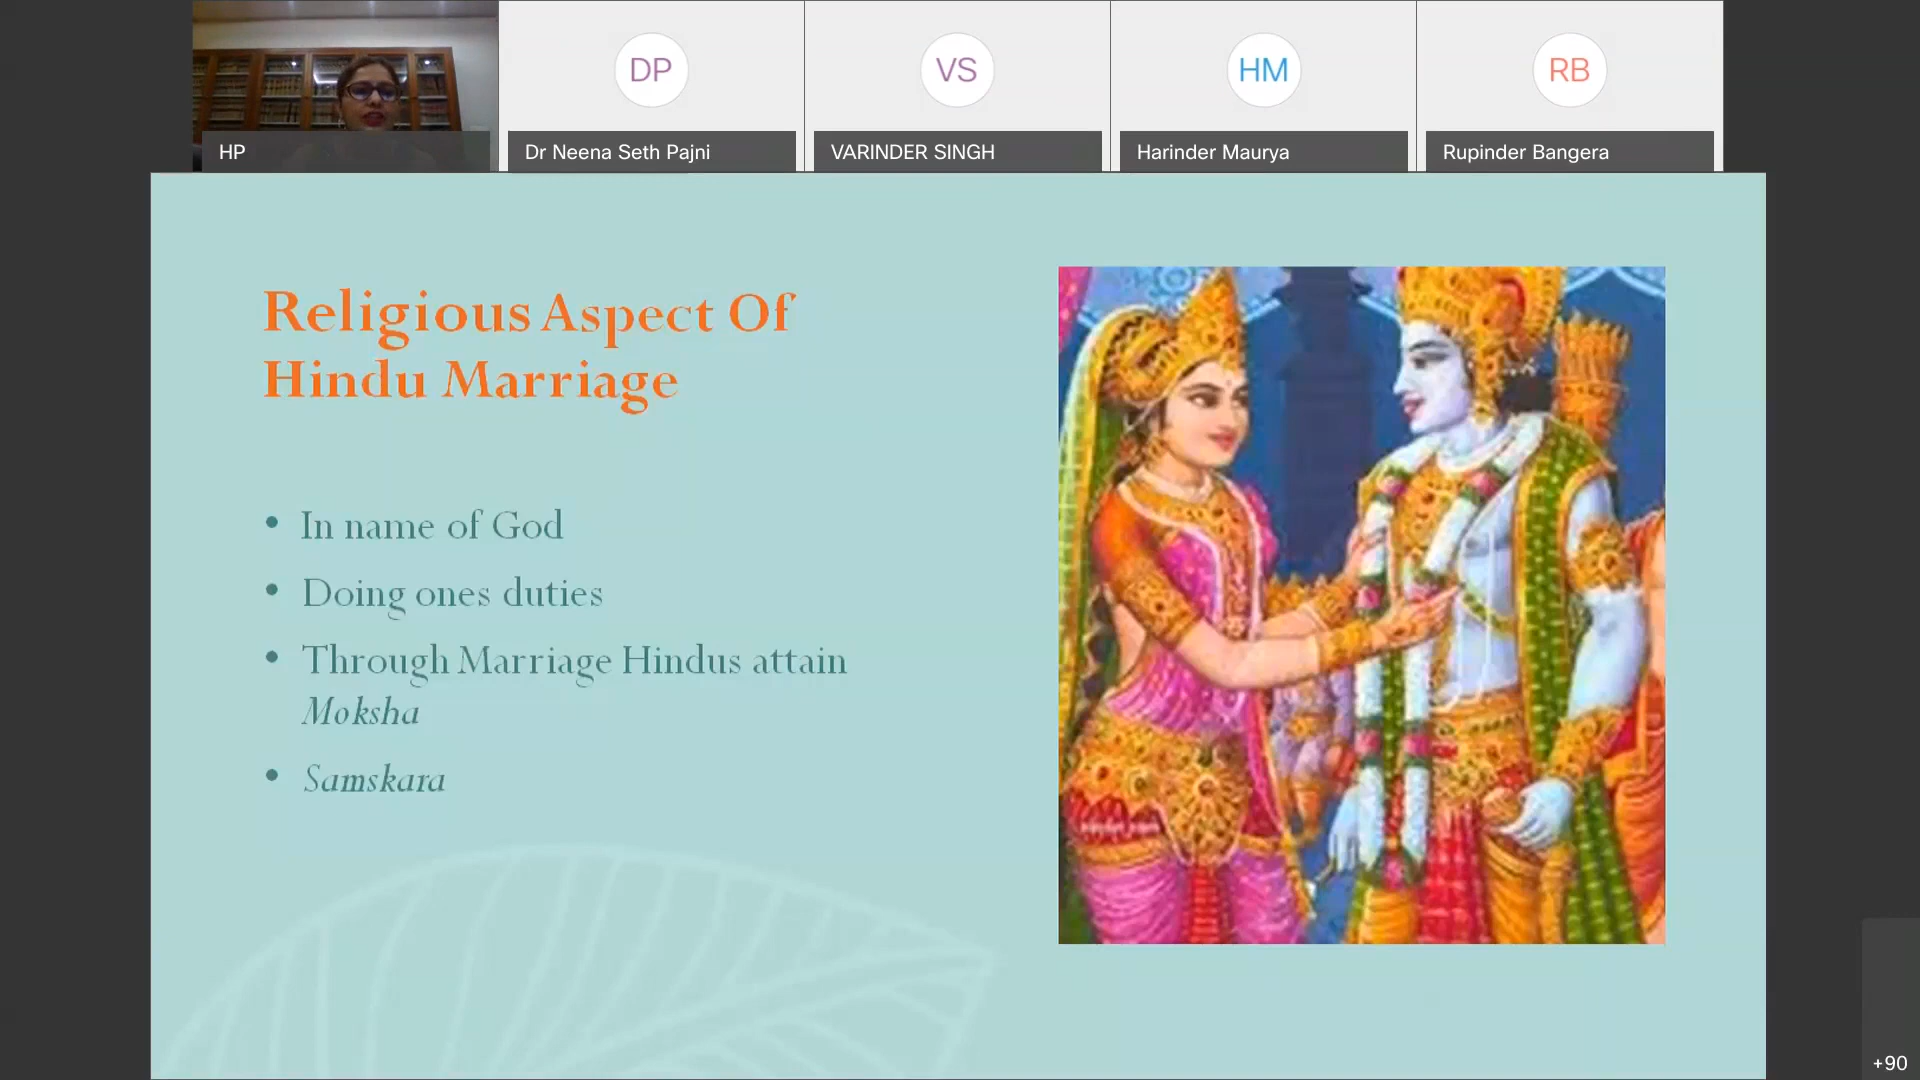 DP
VS
HM
RB
HP
Dr Neena Seth Pajni
VARINDER SINGH
Harinder Maurya
Rupinder Bangera
Religious Aspect Of
Hindu Marriage
• In name of God
• Doing ones duties
• Through Marriage Hindus attain
Moksha
• Samskara
+90